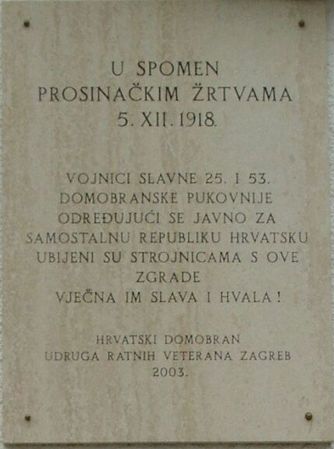 U SPOMEN
PROSINAČKIM ŽRTVAMA
5. XII. 1918.
VOJNICI SLAVNE 25. I 53.
DOMOBRANSKE PUKOVNIJE
ODREĐUJUĆI SE JAVNO ZA
SAMOSTALNU REPUBLIKU HRVATSKU
UBIJENI SU STROJNICAMA S OVE
ZGRADE
VJEČNA IM SLAVA I HVALA !
HRVATSKI DOMOBRAN
UDRUGA RATNIH VETERANA ZAGREB
2003.